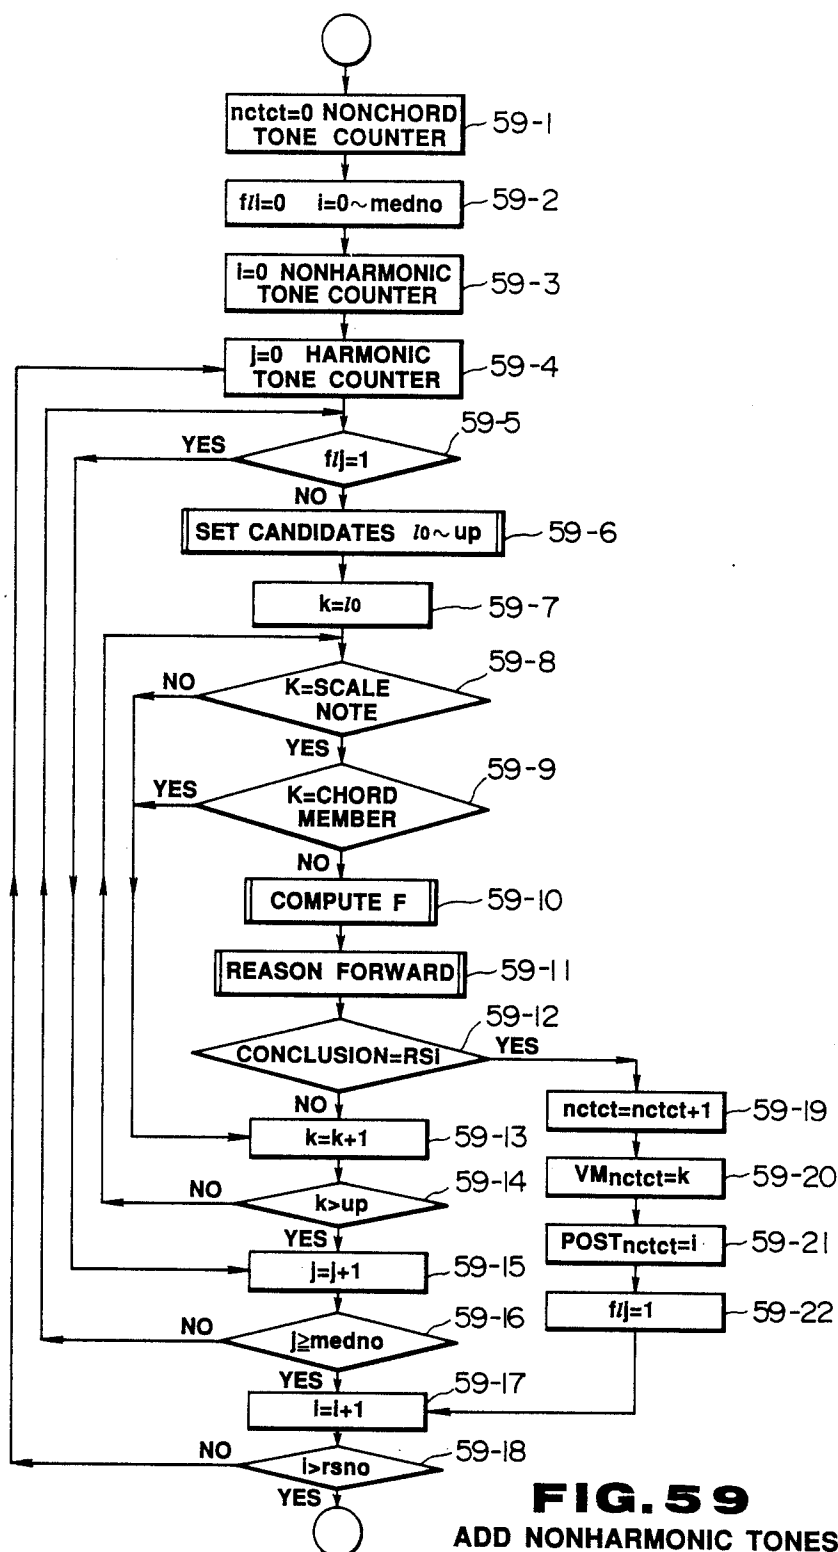 nctct=0 NONCHORD
TONE COUNTER
59-1
fli=0 i=0~medno
59-2
i=0 NONHARMONIC
TONE COUNTER
59-3
j=0 HARMONIC
TONE COUNTER
59-4
59-5
YES
flj=1
NO
SET CANDIDATES lo~up
59-6
k=lo
59-7
59-8
NO
K=SCALE
NOTE
YES
59-9
YES
K=CHORD
MEMBER
NO
COMPUTE F
59-10
REASON FORWARD
59-11
59-12
CONCLUSION=RSi
YES
NO
nctct=nctct+1
59-19
k=k+1
59-13
VMnctct=k
59-20
59-14
NO
k>up
YES
POSTnctct=i
59-21
j=j+1
59-15
flj=1
59-22
59-16
NO
j≧medno
YES
59-17
i=i+1
59-18
NO
i>rsno
YES
FIG.59
ADD NONHARMONIC TONES